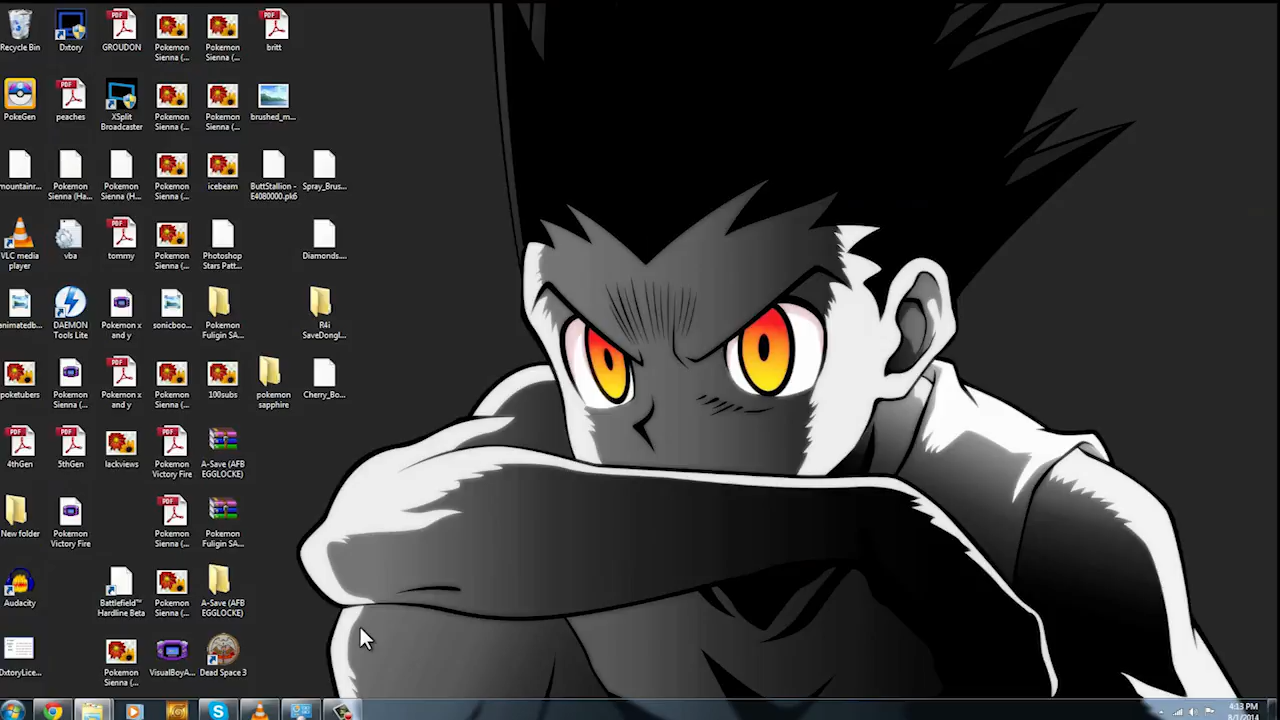 Recycle Bin
Dxtory
GROUDON
Pokemon
Sienna (...
Pokemon
Sienna (...
britt
PokeGen
peaches
XSplit
Broadcaster
Pokemon
Sienna (...
Pokemon
Sienna (...
brushed_m...
mountainr...
Pokemon
Sienna (Ha...
Pokemon
Sienna (H...
Pokemon
Sienna (...
icebeam
ButtStallion -
E4080000.pk6
Spray_Brus...
VLC media
player
vba
tommy
Pokemon
Sienna (...
Photoshop
Stars Patt...
Diamonds....
animatedb...
DAEMON
Tools Lite
Pokemon x
and y
sonicboo...
Pokemon
Fuligin SA...
R4i
SaveDongl...
poketubers
Pokemon
Sienna (...
Pokemon x
and y
Pokemon
Sienna (...
100subs
pokemon
sapphire
Cherry_Bo...
4thGen
5thGen
lackviews
Pokemon
Victory Fire
A-Save (AFB
EGGLOCKE)
New folder
Pokemon
Victory Fire
Pokemon
Sienna (...
Pokemon
Fuligin SA...
Audacity
Battlefield™
Hardline Beta
Pokemon
Sienna (...
A-Save (AFB
EGGLOCKE)
DxtoryLice...
Pokemon
Sienna (...
VisualBoyA...
Dead Space 3
4:13 PM
8/1/2014